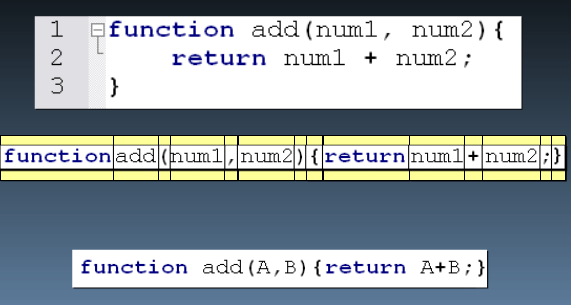 1 function add(num1, num2){
2 return num1 + num2;
3 }
function add(num1,num2){return num1+num2;}
function add(A,B){return A+B;}